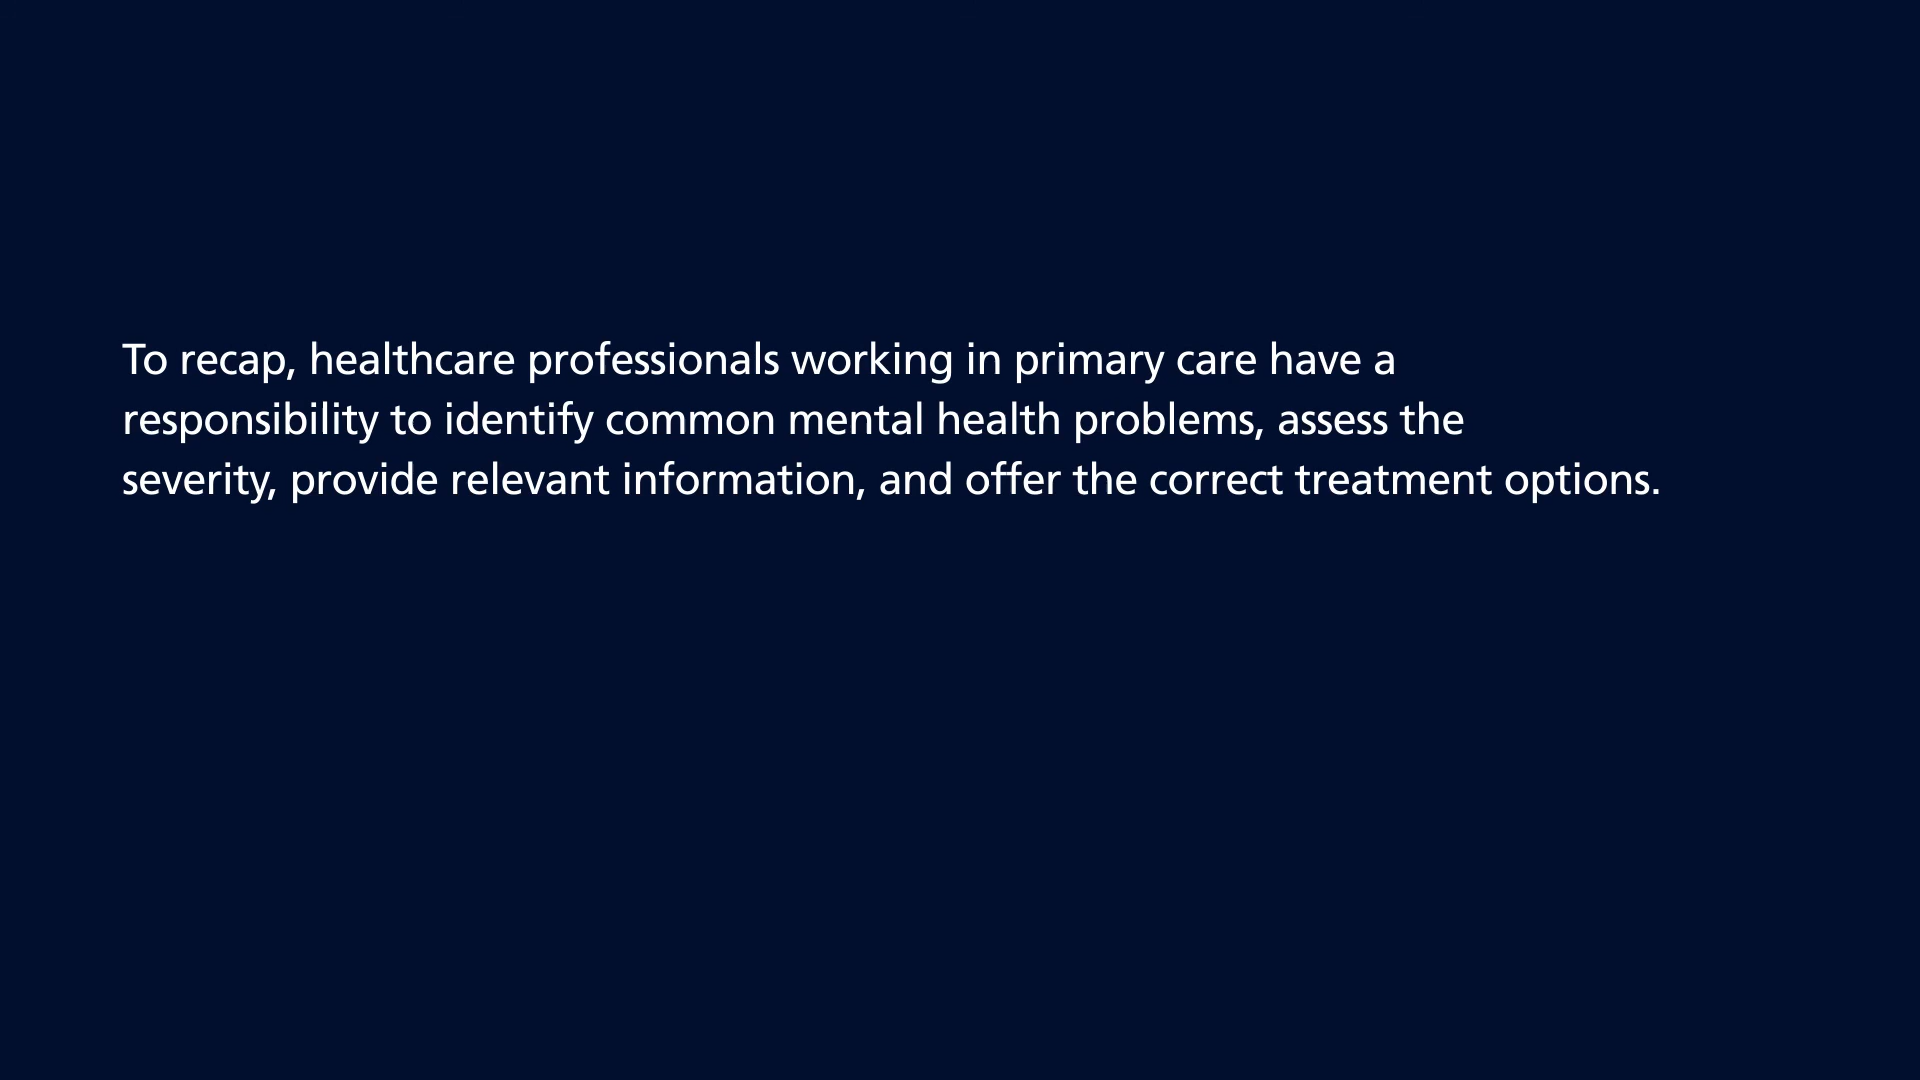 To recap, healthcare professionals working in primary care have a
responsibility to identify common mental health problems, assess the
severity, provide relevant information, and offer the correct treatment options.